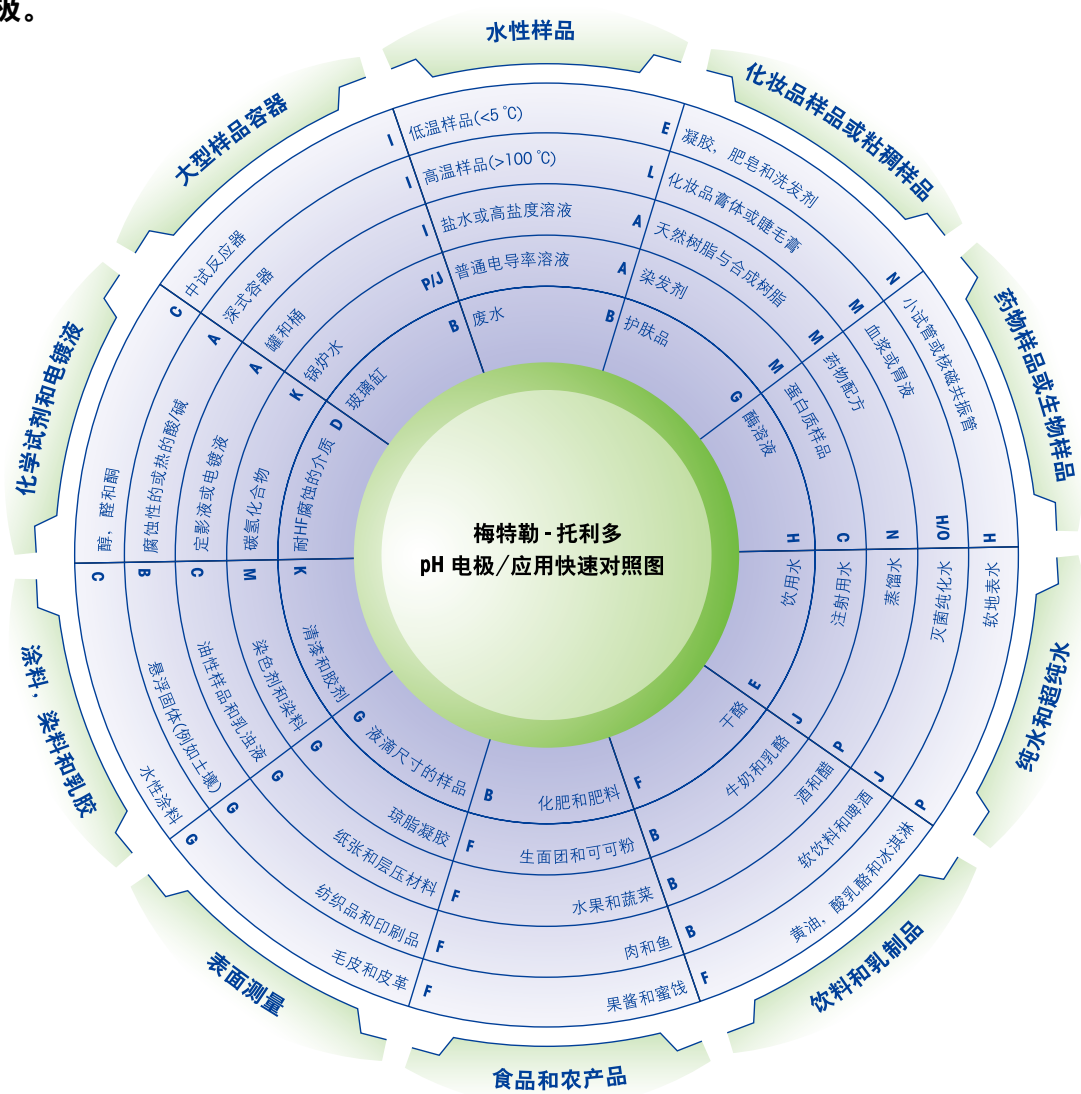 极。
水性样品
低温样品(<5 ℃) E
高温样品(>100 ℃) L
盐水或高盐度溶液 A
普通电导率溶液 A
废水 B
化妆品样品或粘稠样品
凝胶，肥皂和洗发剂 N
化妆品膏体或睫毛膏 M
天然树脂与合成树脂 M
染发剂 M
护肤品 G
药物样品或生物样品
小试管或核磁共振管 H
血浆或胃液 H/O
药物配方 N
蛋白质样品 C
酶溶液 H
纯水和超纯水
软地表水 P
灭菌纯化水 J
蒸馏水 P
注射用水 J
饮用水 E
饮料和乳制品
黄油，酸乳酪和冰淇淋 F
软饮料和啤酒 B
酒和醋 B
牛奶和乳酪 B
干酪 F
食品和农产品
果酱和蜜饯 F
肉和鱼 F
水果和蔬菜 F
生面团和可可粉 F
化肥和肥料 B
表面测量
毛皮和皮革 G
纺织品和印刷品 G
纸张和层压材料 G
琼脂凝胶 G
液滴尺寸的样品 G
涂料，染料和乳胶
水性涂料 C
悬浮固体(例如土壤) B
油性样品和乳浊液 C
染色剂和染料 M
清漆和胶剂 K
化学试剂和电镀液
醇，醛和酮 C
腐蚀性的或热的酸/碱 A
定影液或电镀液 A
碳氢化合物 K
耐HF腐蚀的介质 D
大型样品容器
中试反应器 I
深式容器 I
罐和桶 I
锅炉水 P/J
玻璃缸 B
梅特勒 - 托利多
pH 电极/应用快速对照图